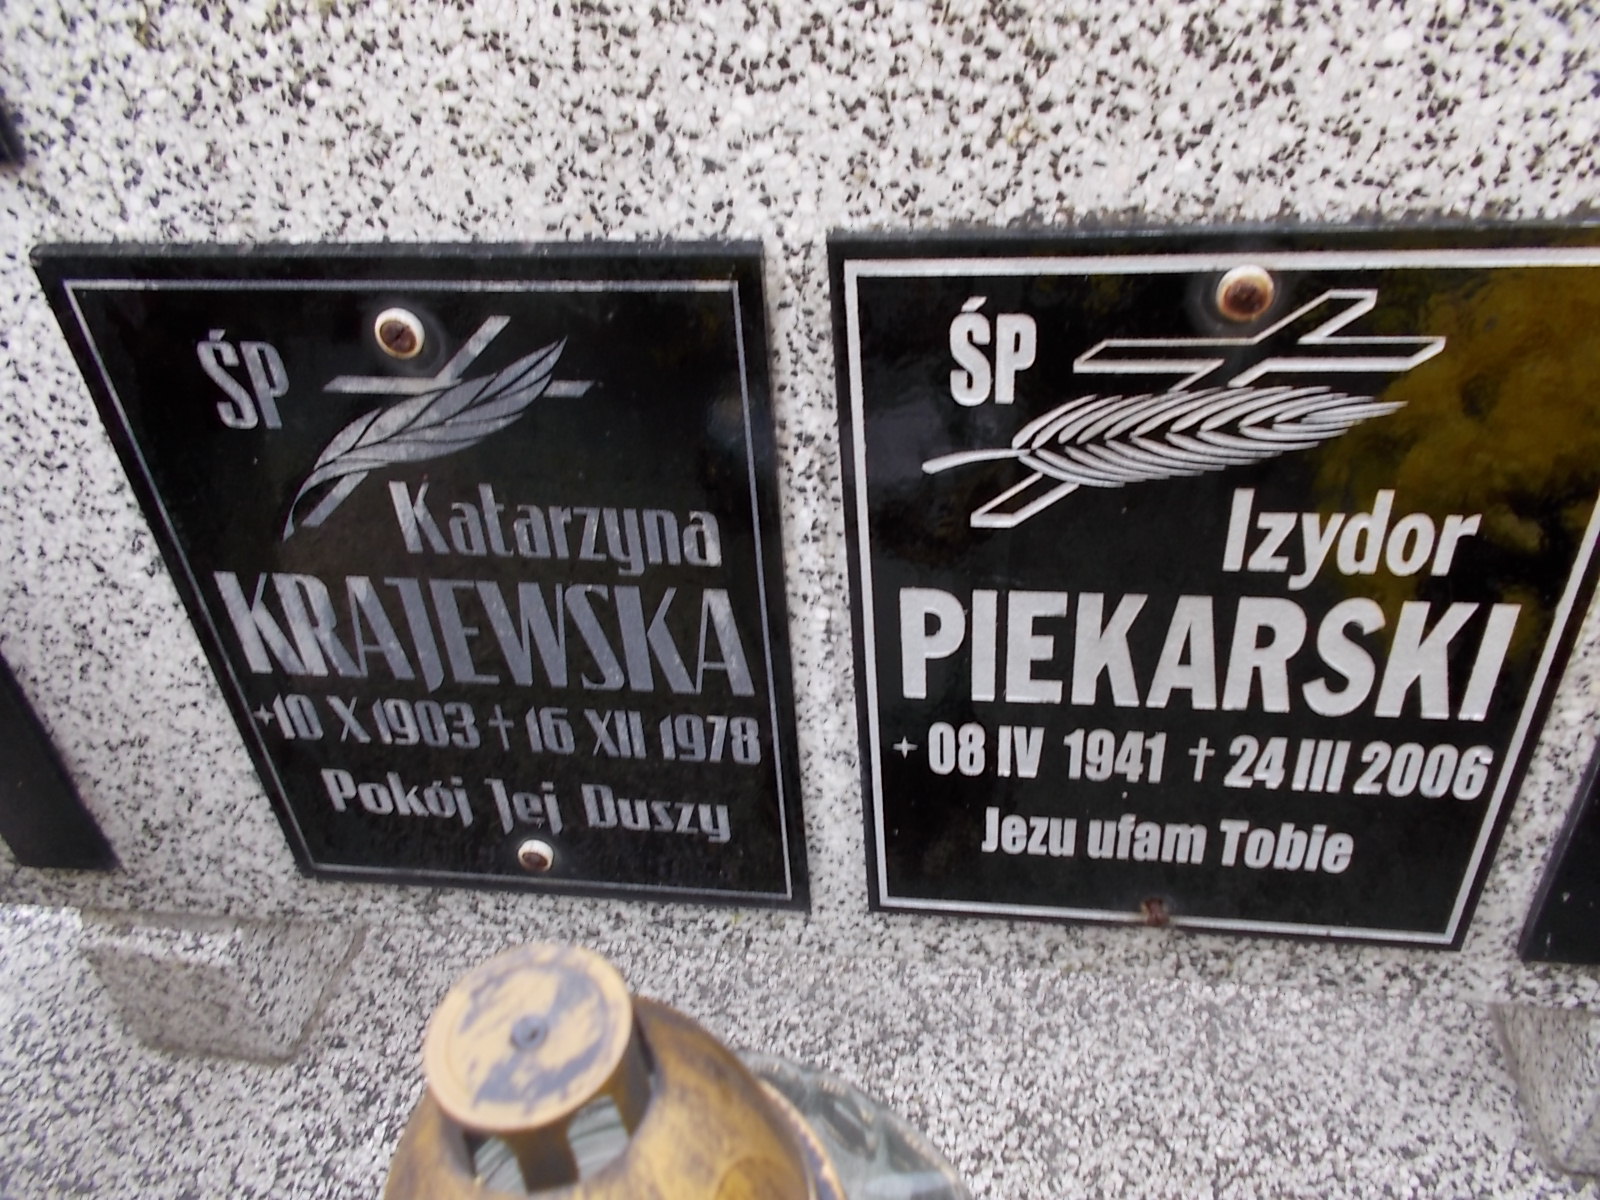 ŚP
Katarzyna
KRAJEWSKA
+10 X 1903 † 16 XII 1978
Pokój Jej Duszy
ŚP
Izydor
PIEKARSKI
+ 08 IV 1941 † 24 III 2006
Jezu ufam Tobie